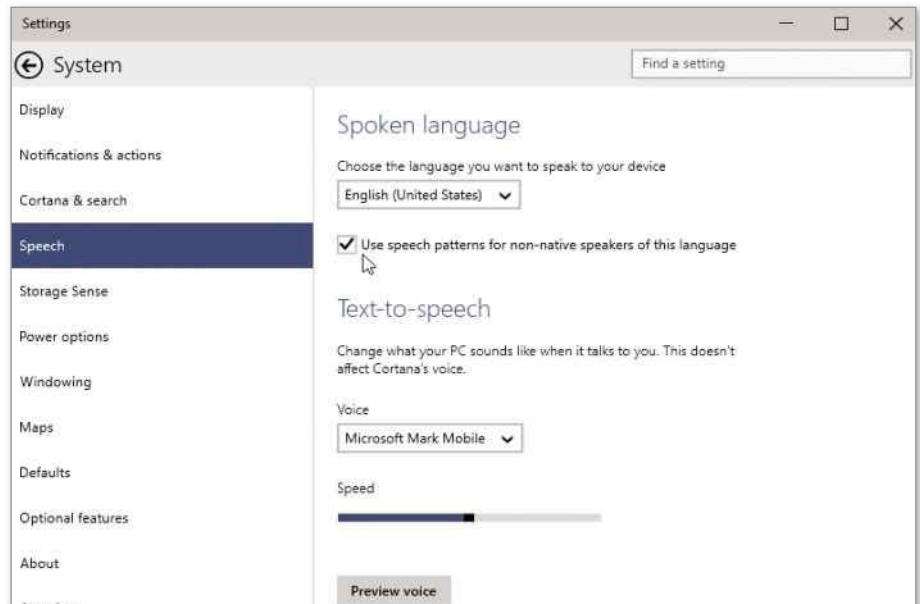 Settings
System
Find a setting
Display
Notifications & actions
Cortana & search
Speech
Storage Sense
Power options
Windowing
Maps
Defaults
Optional features
About
Spoken language
Choose the language you want to speak to your device
English (United States)
Use speech patterns for non-native speakers of this language
Text-to-speech
Change what your PC sounds like when it talks to you. This doesn't
affect Cortana's voice.
Voice
Microsoft Mark Mobile
Speed
Preview voice